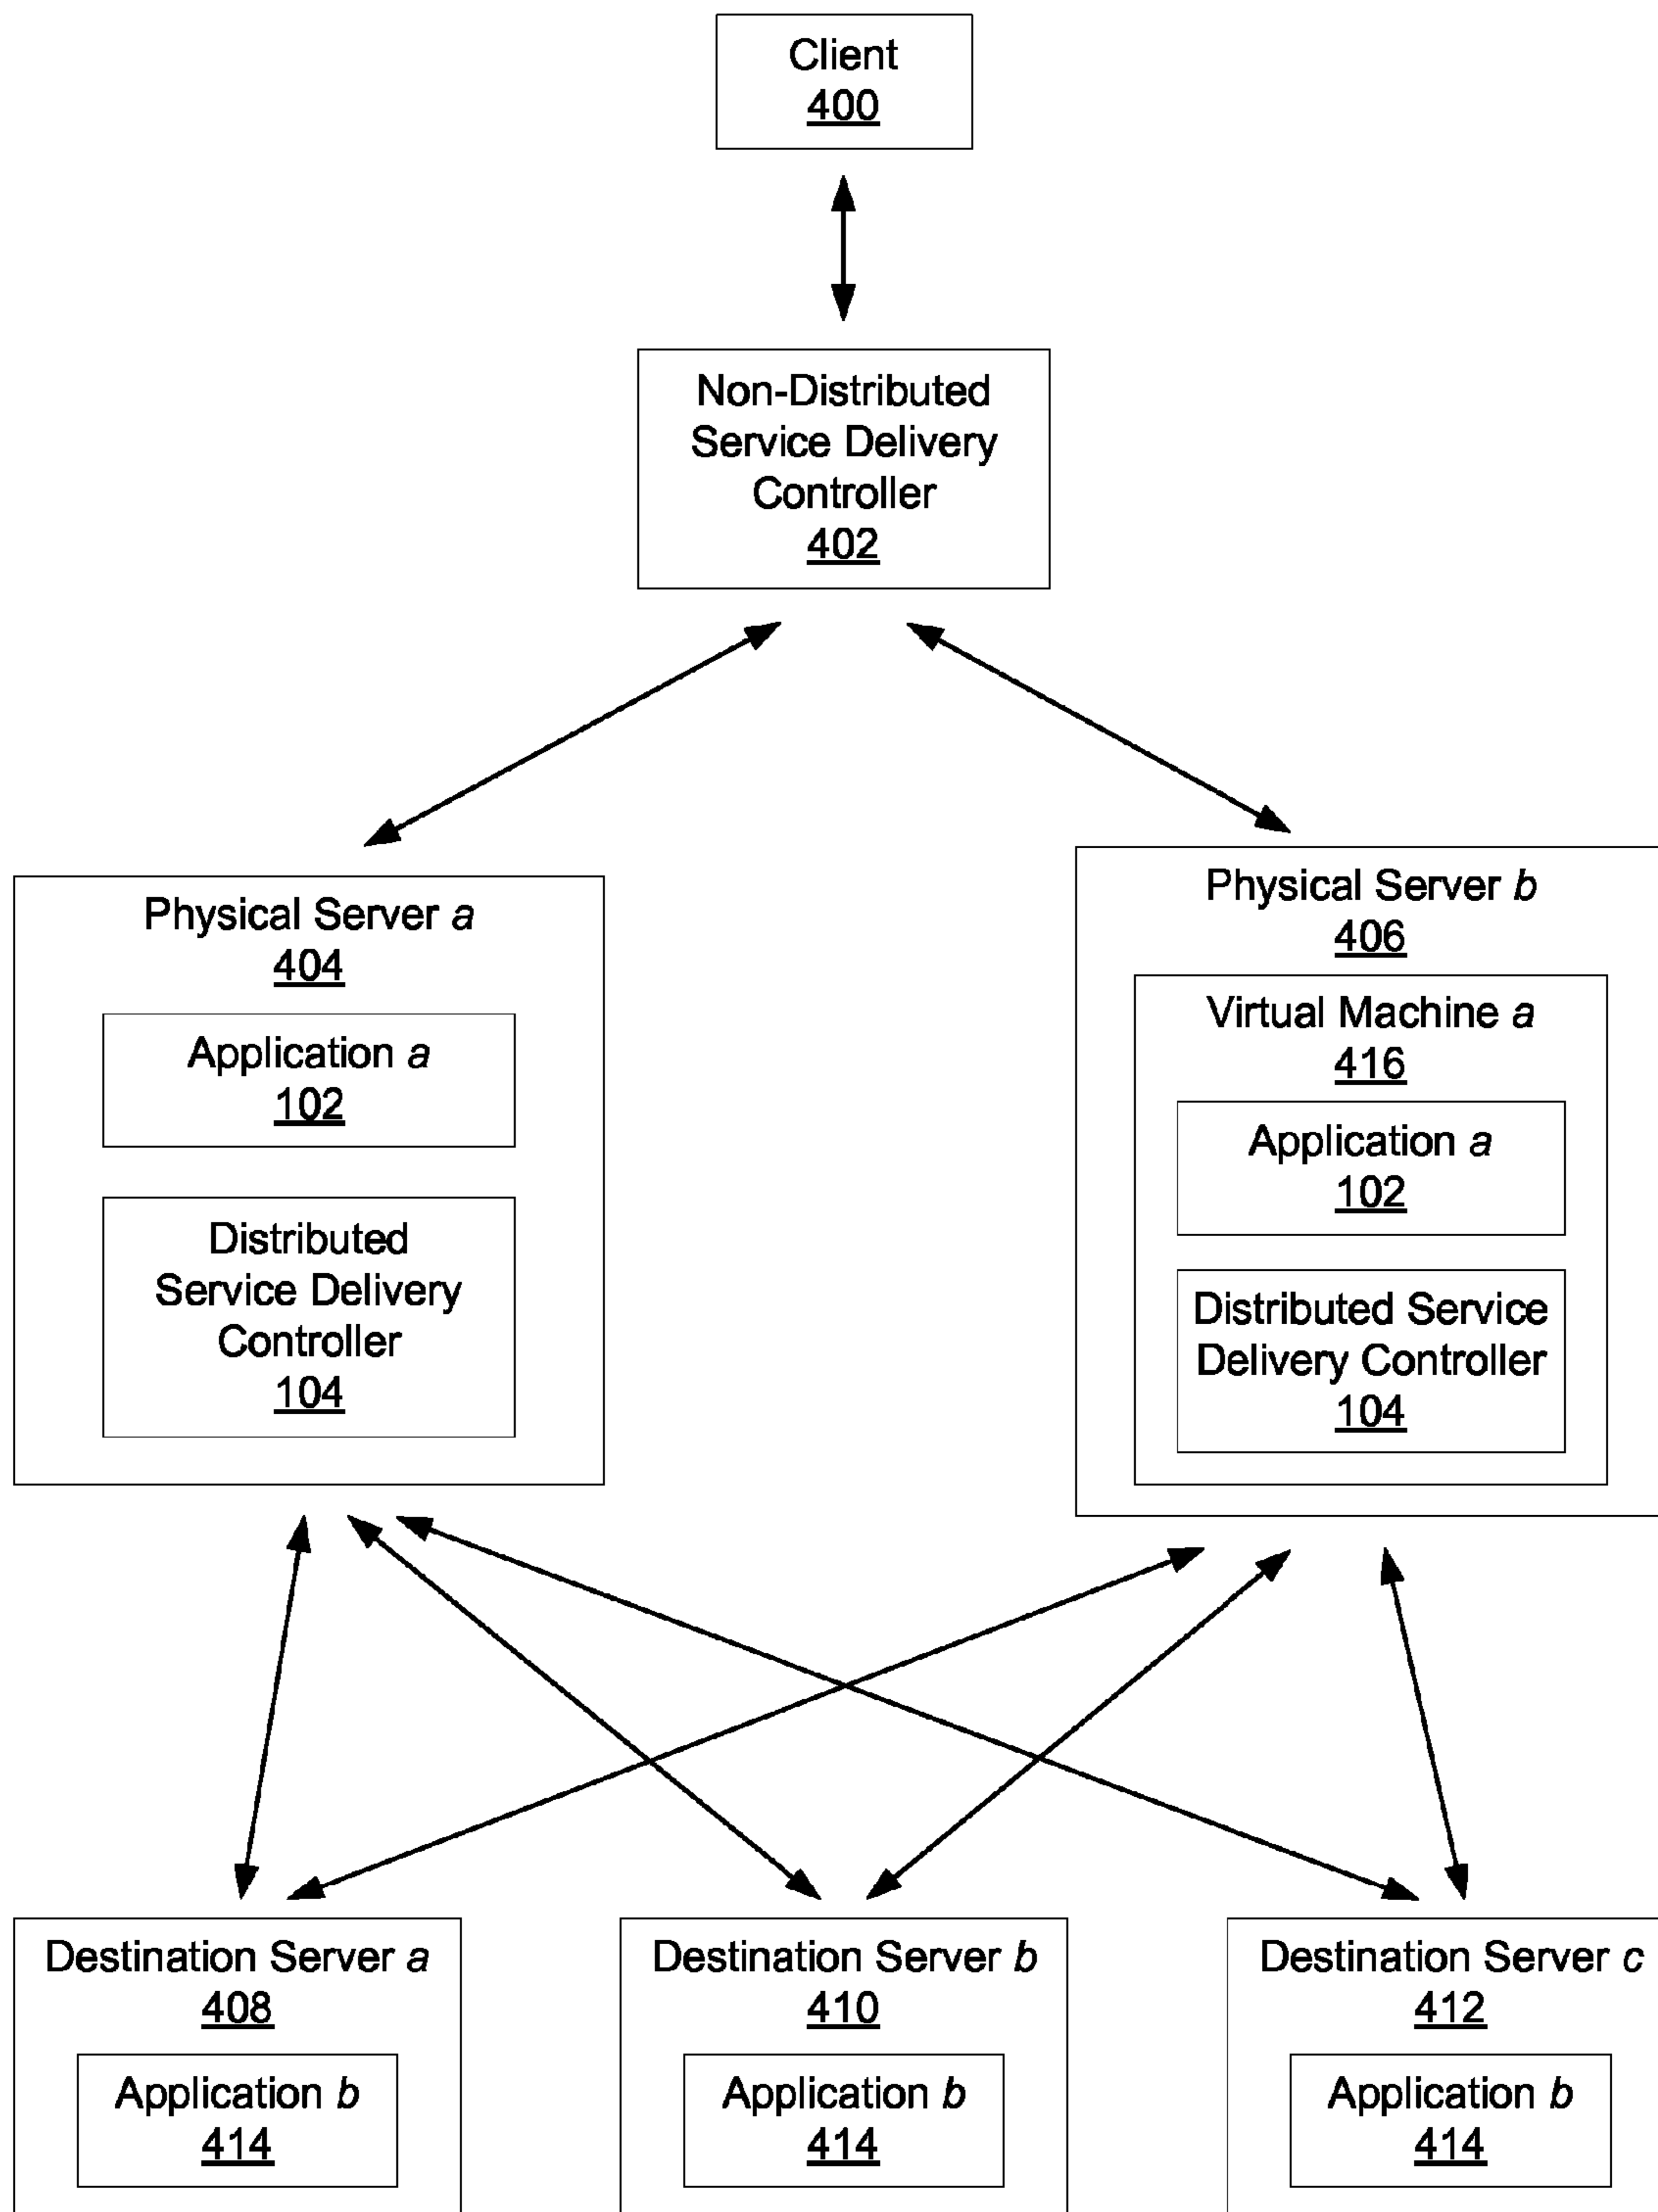 Client
400
Non-Distributed
Service Delivery
Controller
402
Physical Server a
404
Application a
102
Distributed
Service Delivery
Controller
104
Physical Server b
406
Virtual Machine a
416
Application a
102
Distributed Service
Delivery Controller
104
Destination Server a
408
Application b
414
Destination Server b
410
Application b
414
Destination Server c
412
Application b
414